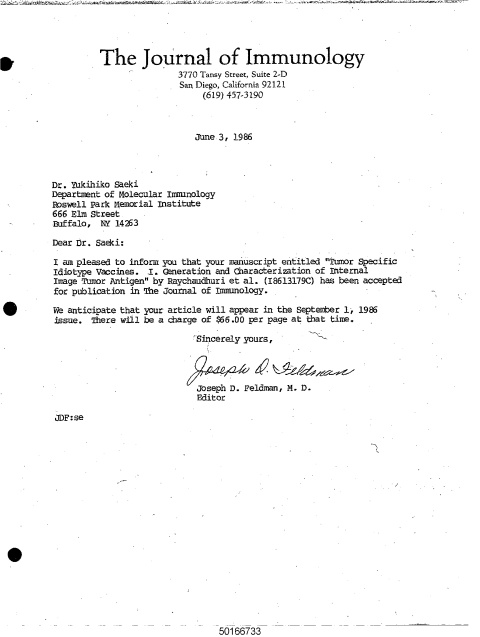 The Journal of Immunology
3770 Tansy Street, Suite 2-D
San Diego, California 92121
(619) 457-3190
June 3, 1986
Dr. Yukihiko Saeki
Department of Molecular Immunology
Roswell Park Memorial Institute
666 Elm Street
Buffalo, NY 14263
Dear Dr. Saeki:
I am pleased to inform you that your manuscript entitled "Tumor Specific
Idiotype Vaccines. I. Generation and Characterization of Internal
Image Tumor Antigen" by Raychaudhuri et al. (I8613179C) has been accepted
for publication in The Journal of Immunology.
We anticipate that your article will appear in the September 1, 1986
issue. There will be a charge of $66.00 per page at that time.
Sincerely yours,
Joseph D. Feldman
Joseph D. Feldman, M. D.
Editor
JDF:se
50166733